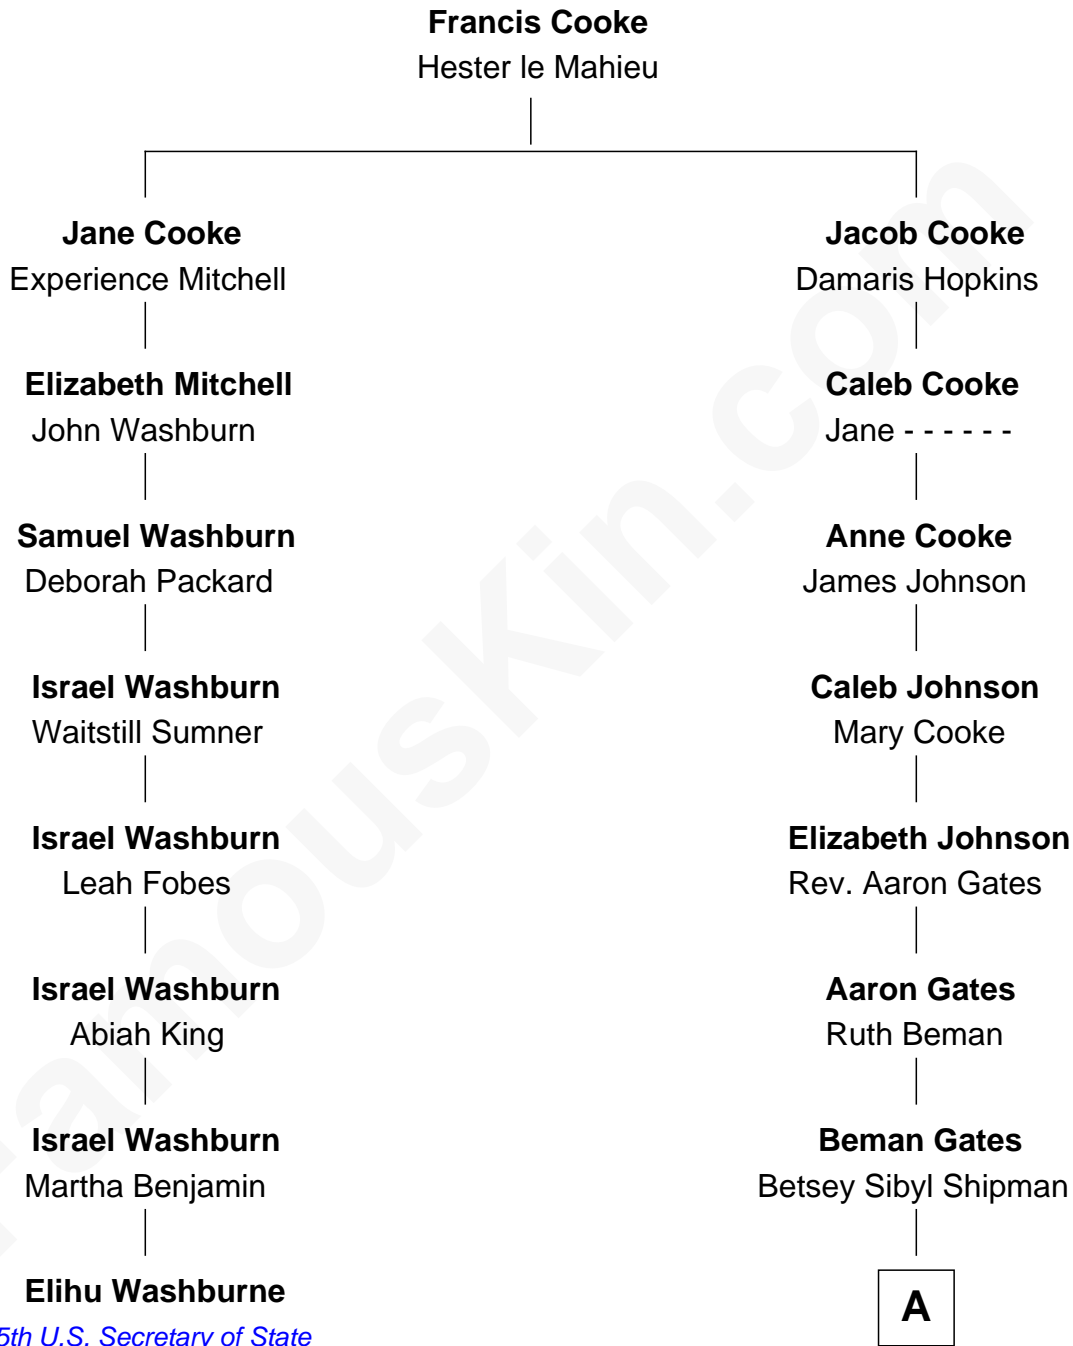 Francis Cooke
Hester le Mahieu
Jane Cooke
Experience Mitchell
Jacob Cooke
Damaris Hopkins
Elizabeth Mitchell
John Washburn
Caleb Cooke
Jane - - - - - -
Samuel Washburn
Deborah Packard
Anne Cooke
James Johnson
Israel Washburn
Waitstill Sumner
Caleb Johnson
Mary Cooke
Israel Washburn
Leah Fobes
Elizabeth Johnson
Rev. Aaron Gates
Israel Washburn
Abiah King
Aaron Gates
Ruth Beman
Israel Washburn
Martha Benjamin
Beman Gates
Betsey Sibyl Shipman
Elihu Washburne
5th U.S. Secretary of State
A
FamousKin.com